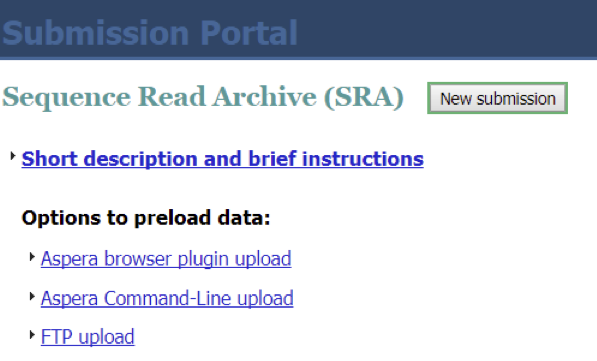 Submission Portal
Sequence Read Archive (SRA) New submission
Short description and brief instructions
Options to preload data:
Aspera browser plugin upload
Aspera Command-Line upload
FTP upload